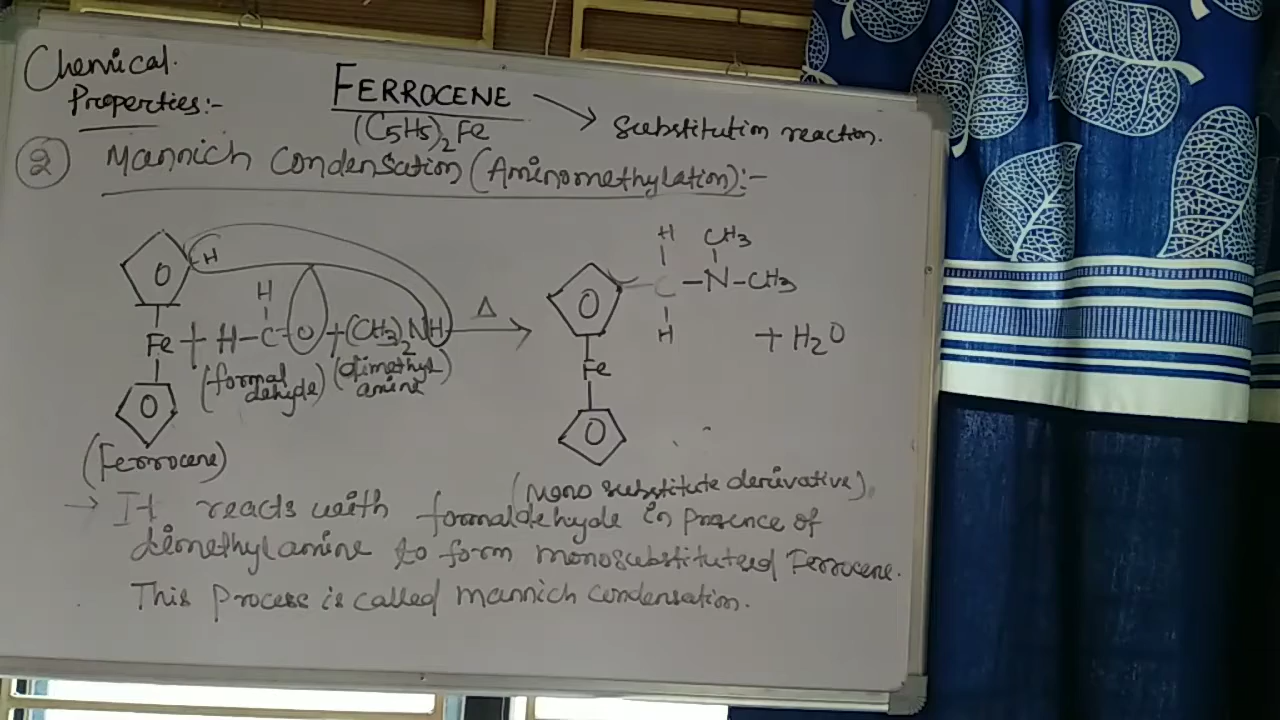 Chemical
Properties:-
FERROCENE → Substitution reaction.
(C5H5)2Fe
② Mannich Condensation (Aminomethylation):-
H
H CH3
H
C -N-CH3
Fe + H-C-O + (CH3)2NH Δ →
H
+ H2O
(formal dehyde) (dimethyl amine)
Fe
(Ferrocene)
(Mono substitute derivative).
→ It reacts with formaldehyde in presence of
dimethylamine to form monosubstituted Ferrocene.
This process is called mannich condensation.